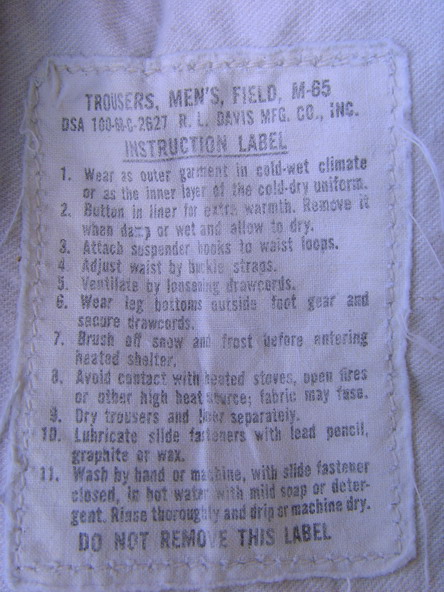 TROUSERS, MEN'S, FIELD, M-65
DSA 100-M-C-2627 R. L. DAVIS MFG. CO., INC.
INSTRUCTION LABEL
1. Wear as outer garment in cold-wet climate
or as the inner layer of the cold-dry uniform.
2. Button in liner for extra warmth. Remove it
when damp or wet and allow to dry.
3. Attach suspender hooks to waist loops.
4. Adjust waist by buckle straps.
5. Ventilate by loosening drawcords.
6. Wear leg bottoms outside foot gear and
secure drawcords.
7. Brush off snow and frost before entering
heated shelter.
8. Avoid contact with heated stoves, open fires
or other high heat source; fabric may fuse.
9. Dry trousers and liner separately.
10. Lubricate slide fasteners with lead pencil,
graphite or wax.
11. Wash by hand or machine, with slide fastener
closed, in hot water with mild soap or deter-
gent. Rinse thoroughly and drip or machine dry.
DO NOT REMOVE THIS LABEL